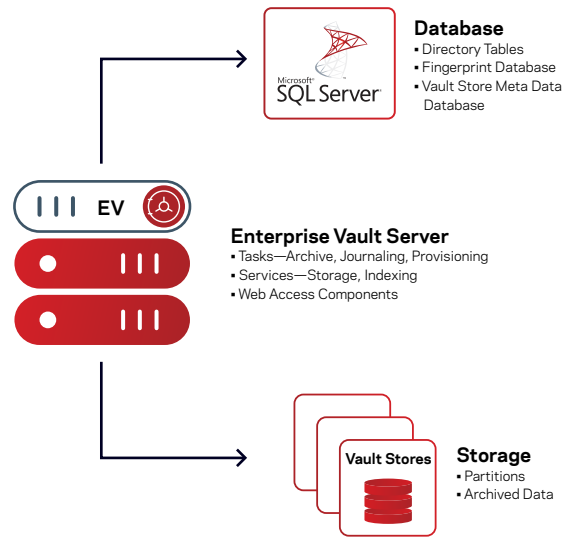 Database
▪ Directory Tables
▪ Fingerprint Database
▪ Vault Store Meta Data
Database
Microsoft®
SQL Server®
EV
Enterprise Vault Server
▪ Tasks—Archive, Journaling, Provisioning
▪ Services—Storage, Indexing
▪ Web Access Components
Vault Stores
Storage
▪ Partitions
▪ Archived Data